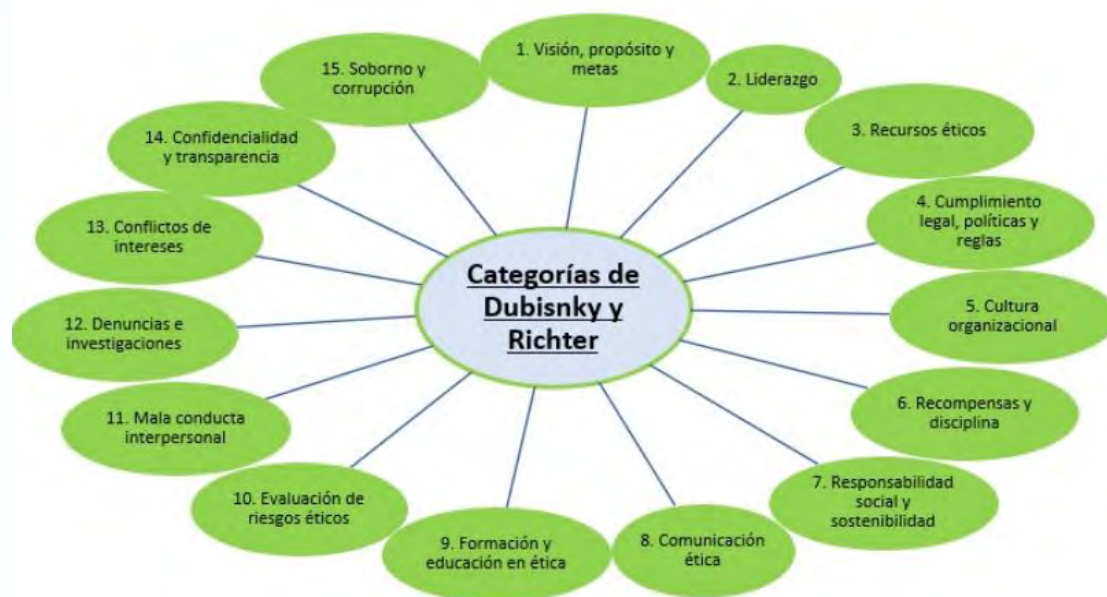 Categorías de
Dubisnky y
Richter
1. Visión, propósito y
metas
2. Liderazgo
3. Recursos éticos
4. Cumplimiento
legal, políticas y
reglas
5. Cultura
organizacional
6. Recompensas y
disciplina
7. Responsabilidad
social y
sostenibilidad
8. Comunicación
ética
9. Formación y
educación en ética
10. Evaluación de
riesgos éticos
11. Mala conducta
interpersonal
12. Denuncias e
investigaciones
13. Conflictos de
intereses
14. Confidencialidad
y transparencia
15. Soborno y
corrupción